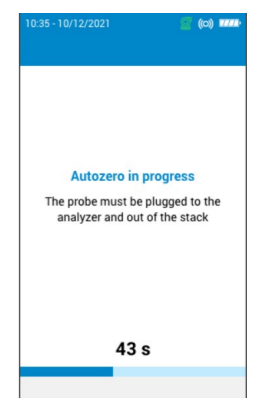 10:35 - 10/12/2021
Autozero in progress
The probe must be plugged to the
analyzer and out of the stack
43 s